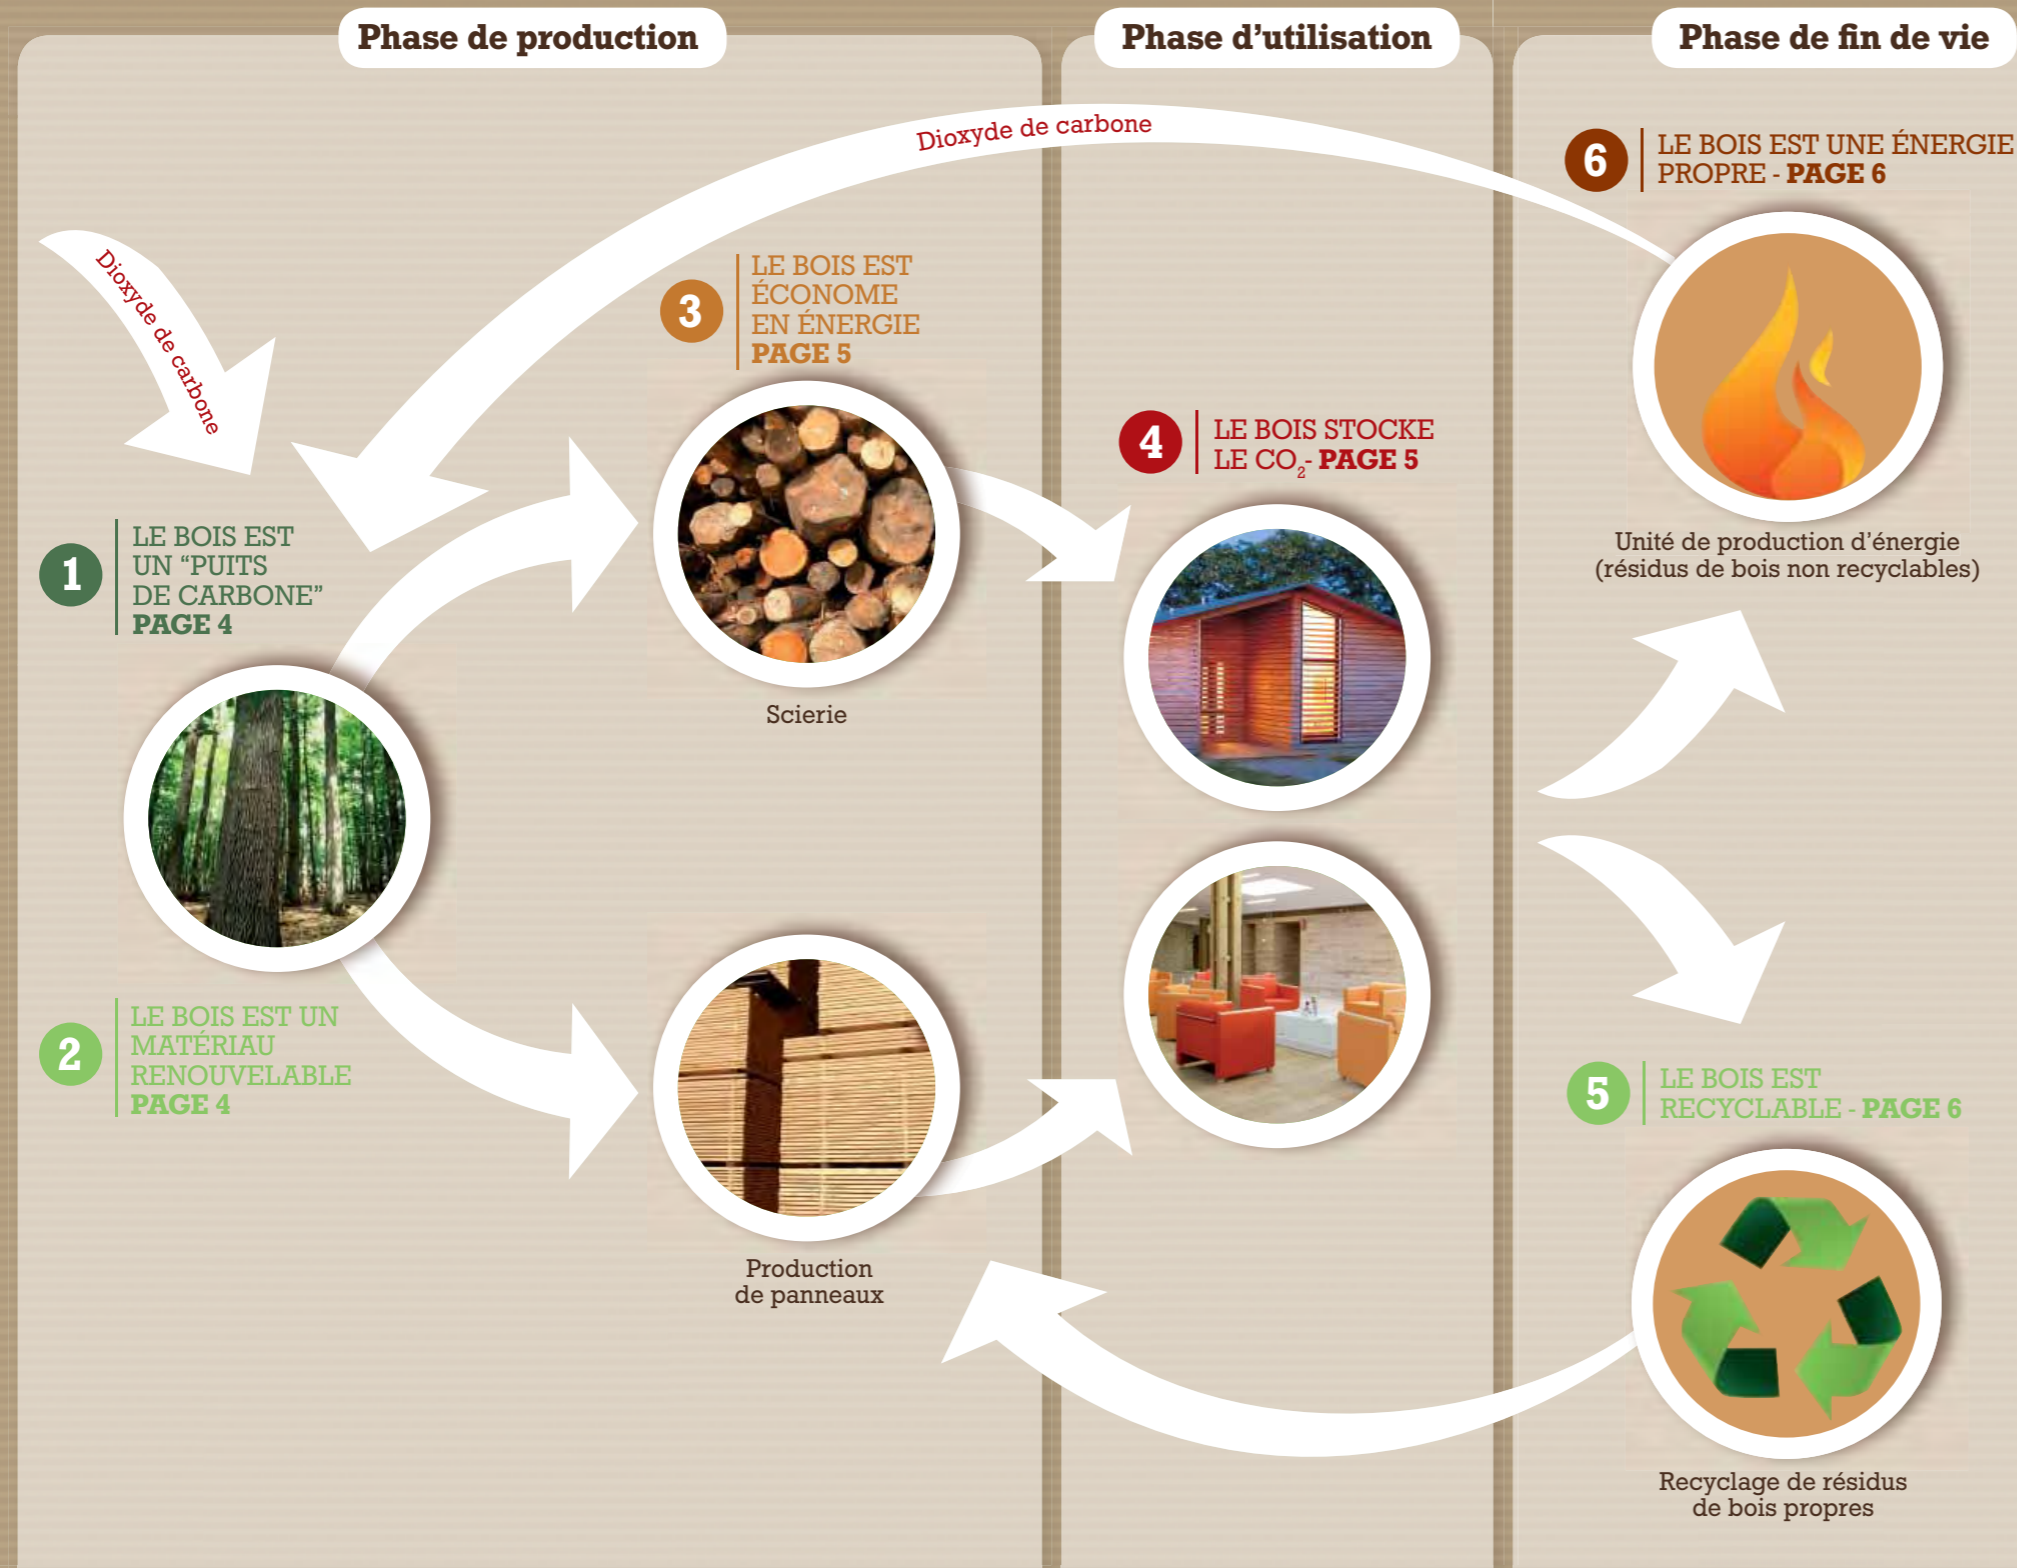 Phase de production
Phase d'utilisation
Phase de fin de vie
Dioxyde de carbone
Dioxyde de carbone
1
LE BOIS EST
UN “PUITS
DE CARBONE”
PAGE 4
2
LE BOIS EST UN
MATÉRIAU
RENOUVELABLE
PAGE 4
3
LE BOIS EST
ÉCONOME
EN ÉNERGIE
PAGE 5
Scierie
Production
de panneaux
4
LE BOIS STOCKE
LE CO₂- PAGE 5
6
LE BOIS EST UNE ÉNERGIE
PROPRE - PAGE 6
Unité de production d'énergie
(résidus de bois non recyclables)
5
LE BOIS EST
RECYCLABLE - PAGE 6
Recyclage de résidus
de bois propres